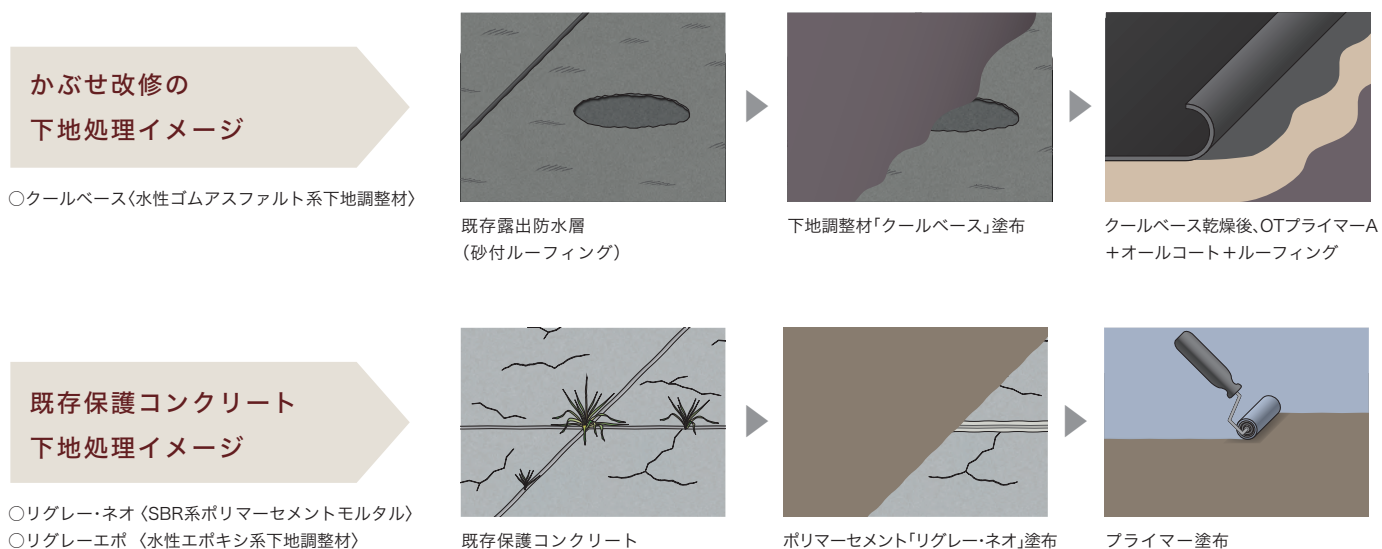 かぶせ改修の
下地処理イメージ
○クールベース〈水性ゴムアスファルト系下地調整材〉
既存露出防水層
（砂付ルーフィング）
下地調整材「クールベース」塗布
クールベース乾燥後、OTプライマーA
＋オールコート＋ルーフィング
既存保護コンクリート
下地処理イメージ
○リグレー・ネオ〈SBR系ポリマーセメントモルタル〉
○リグレーエポ〈水性エポキシ系下地調整材〉
既存保護コンクリート
ポリマーセメント「リグレー・ネオ」塗布
プライマー塗布